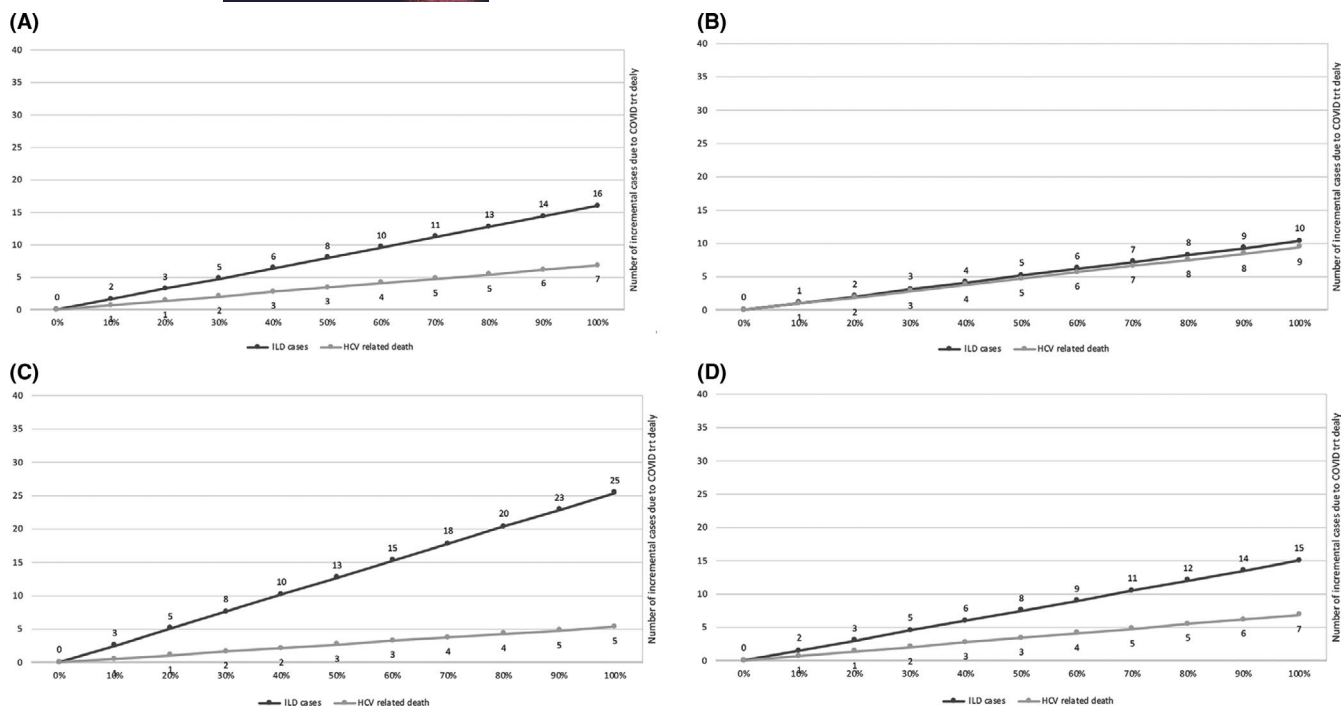 (A)
40
35
30
25
20
15
10
5
0
0 2 3 5 6 8 10 11 13 14 16
1 1 2 3 3 4 5 5 6 7
0% 10% 20% 30% 40% 50% 60% 70% 80% 90% 100%
Number of incremental cases due to COVID trt dealy
ILD cases HCV related death
(B)
40
35
30
25
20
15
10
5
0
0 1 2 3 4 5 6 7 8 9 10
1 2 3 4 5 6 7 8 8 9
0% 10% 20% 30% 40% 50% 60% 70% 80% 90% 100%
Number of incremental cases due to COVID trt dealy
ILD cases HCV related death
(C)
40
35
30
25
20
15
10
5
0
0 3 5 8 10 13 15 18 20 23 25
1 1 2 2 3 3 4 4 5 5
0% 10% 20% 30% 40% 50% 60% 70% 80% 90% 100%
Number of incremental cases due to COVID trt dealy
ILD cases HCV related death
(D)
40
35
30
25
20
15
10
5
0
0 2 3 5 6 8 9 11 12 14 15
1 1 2 3 3 4 5 5 6 7
0% 10% 20% 30% 40% 50% 60% 70% 80% 90% 100%
Number of incremental cases due to COVID trt dealy
ILD cases HCV related death